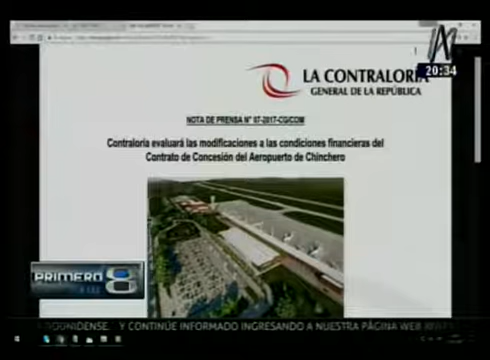 LA CONTRALORÍA
GENERAL DE LA REPÚBLICA
20:34
NOTA DE PRENSA N° 07-2017-CG/COM
Contraloría evaluará las modificaciones a las condiciones financieras del
Contrato de Concesión del Aeropuerto de Chinchero
PRIMERO
A LAS
8
Y CONTINÚE INFORMADO INGRESANDO A NUESTRA PÁGINA WEB